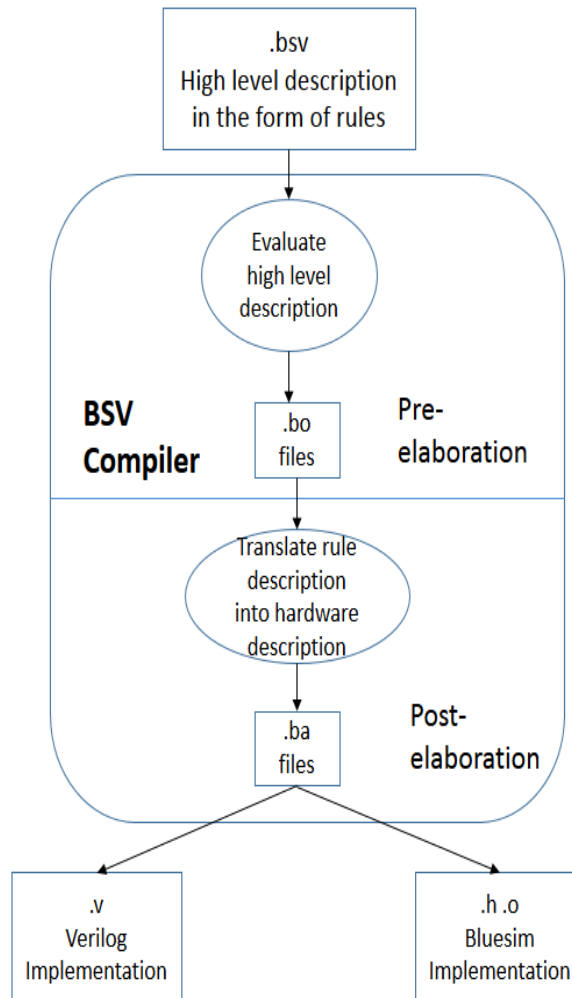 .bsv
High level description
in the form of rules
Evaluate
high level
description
BSV
Compiler
.bo
files
Pre-
elaboration
Translate rule
description
into hardware
description
.ba
files
Post-
elaboration
.v
Verilog
Implementation
.h .o
Bluesim
Implementation